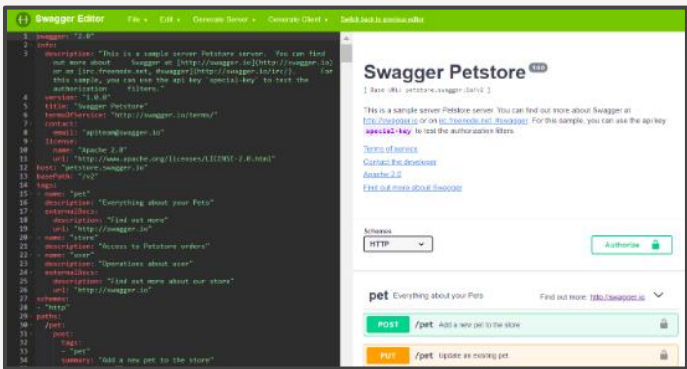 Swagger Editor File Edit Generate Server Generate Client Switch back to previous editor
1 swagger: "2.0"
2 info:
3 description: "This is a sample server Petstore server. You can find
out more about Swagger at [http://swagger.io](http://swagger.io)
or on [irc.freenode.net, #swagger](http://swagger.io/irc/). For
this sample, you can use the api key `special-key` to test the
authorization filters."
4 version: "1.0.0"
5 title: "Swagger Petstore"
6 termsOfService: "http://swagger.io/terms/"
7 contact:
8 email: "apiteam@swagger.io"
9 license:
10 name: "Apache 2.0"
11 url: "http://www.apache.org/licenses/LICENSE-2.0.html"
12 host: "petstore.swagger.io"
13 basePath: "/v2"
14 tags:
15 - name: "pet"
16 description: "Everything about your Pets"
17 externalDocs:
18 description: "Find out more"
19 url: "http://swagger.io"
20 - name: "store"
21 description: "Access to Petstore orders"
22 - name: "user"
23 description: "Operations about user"
24 externalDocs:
25 description: "Find out more about our store"
26 url: "http://swagger.io"
27 schemes:
28 - "http"
29 paths:
30 /pet:
31 post:
32 tags:
33 - "pet"
34 summary: "Add a new pet to the store"
Swagger Petstore 1.0.0
[ Base URL: petstore.swagger.io/v2 ]
This is a sample server Petstore server. You can find out more about Swagger at
http://swagger.io or on irc.freenode.net, #swagger. For this sample, you can use the api key
special-key to test the authorization filters.
Terms of service
Contact the developer
Apache 2.0
Find out more about Swagger
Schemes
HTTP
Authorize
pet Everything about your Pets Find out more: http://swagger.io
POST /pet Add a new pet to the store
PUT /pet Update an existing pet